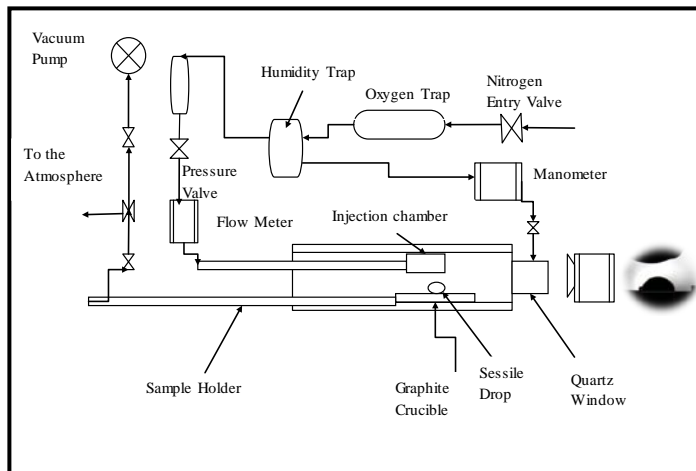 Vacuum
Pump
Humidity Trap
Oxygen Trap
Nitrogen
Entry Valve
To the
Atmosphere
Pressure
Valve
Manometer
Flow Meter
Injection chamber
Sample Holder
Graphite
Crucible
Sessile
Drop
Quartz
Window